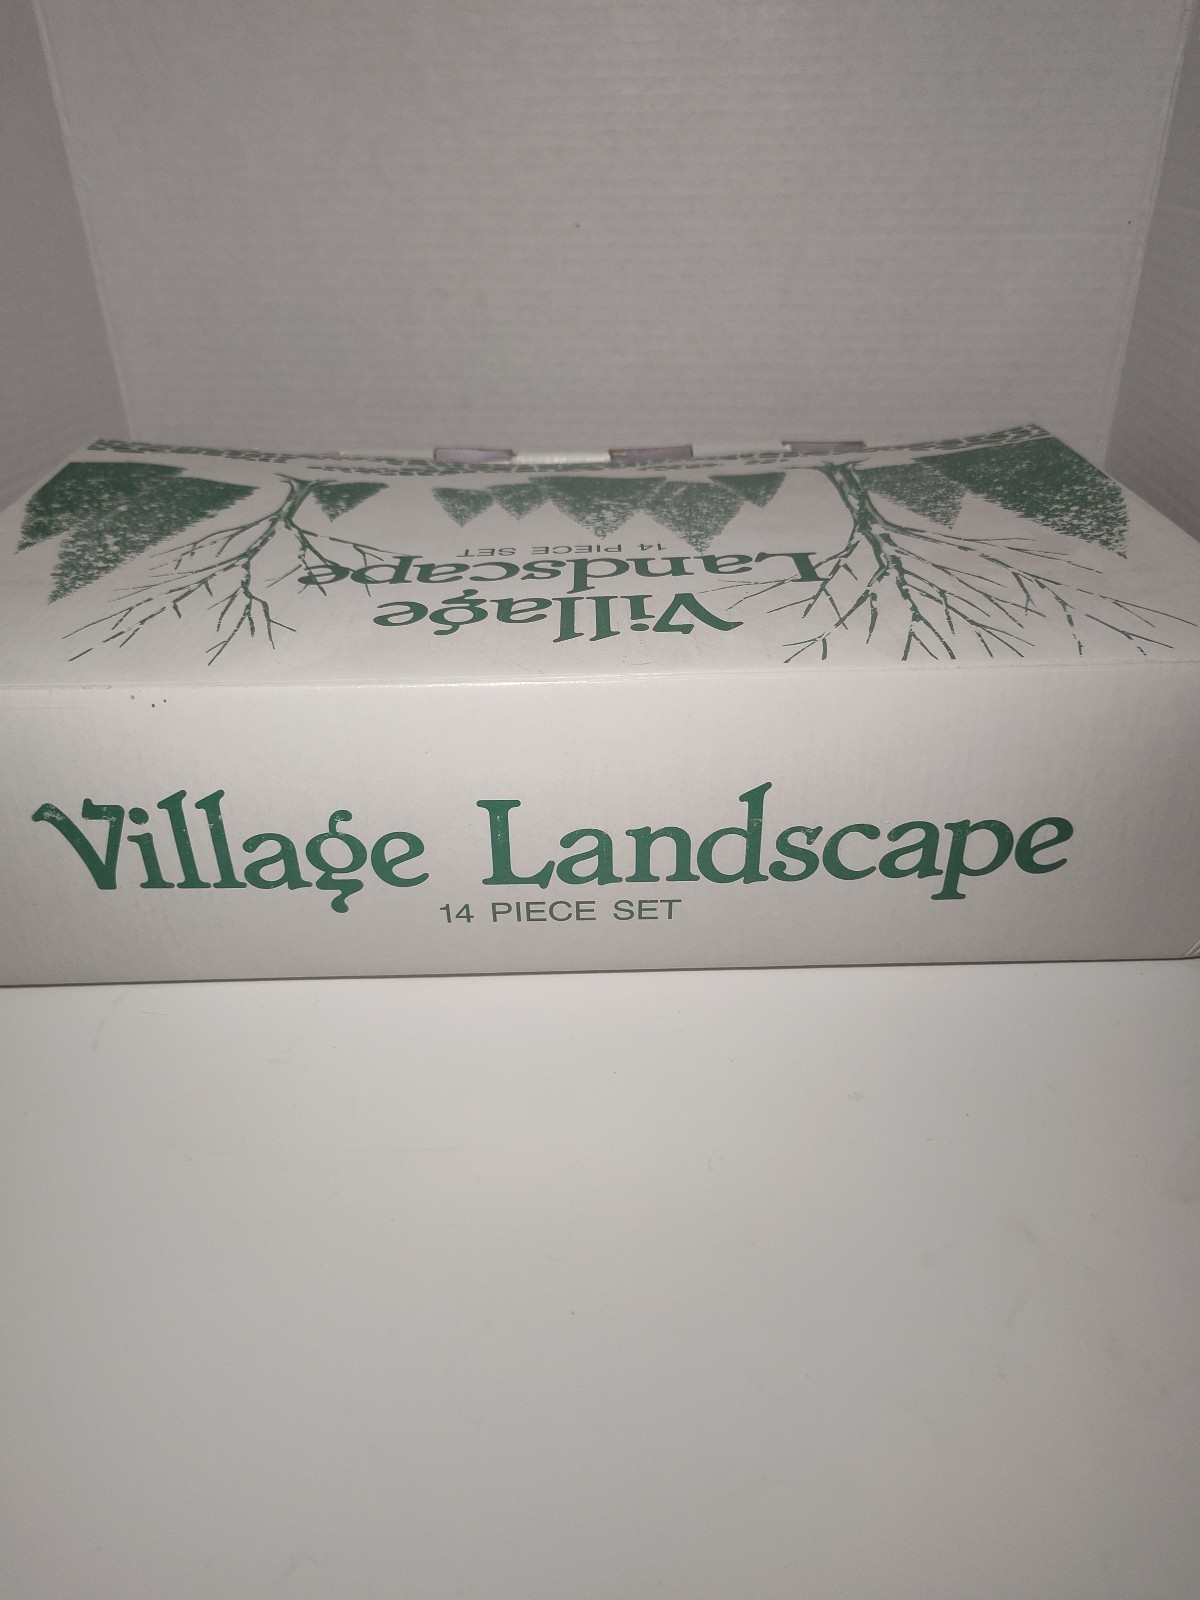 Village
Landscape
14 PIECE SET
Village Landscape
14 PIECE SET